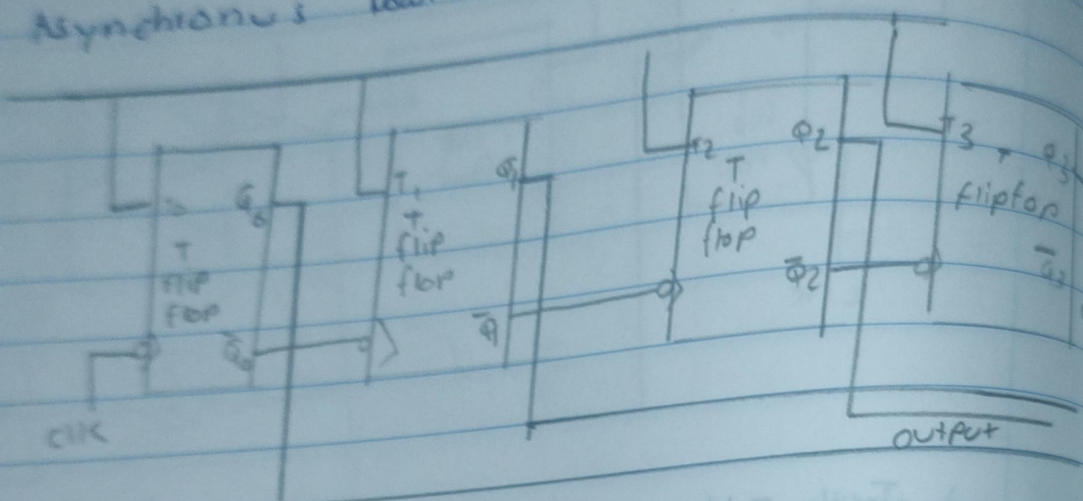 Asynchronus
T
flip
flop
CLK
Q̅0
T1
T
flip
flop
Q1
Q̅1
T2
T
flip
flop
Q2
Q̅2
T3
T
flipfop
Q3
Q̅3
output